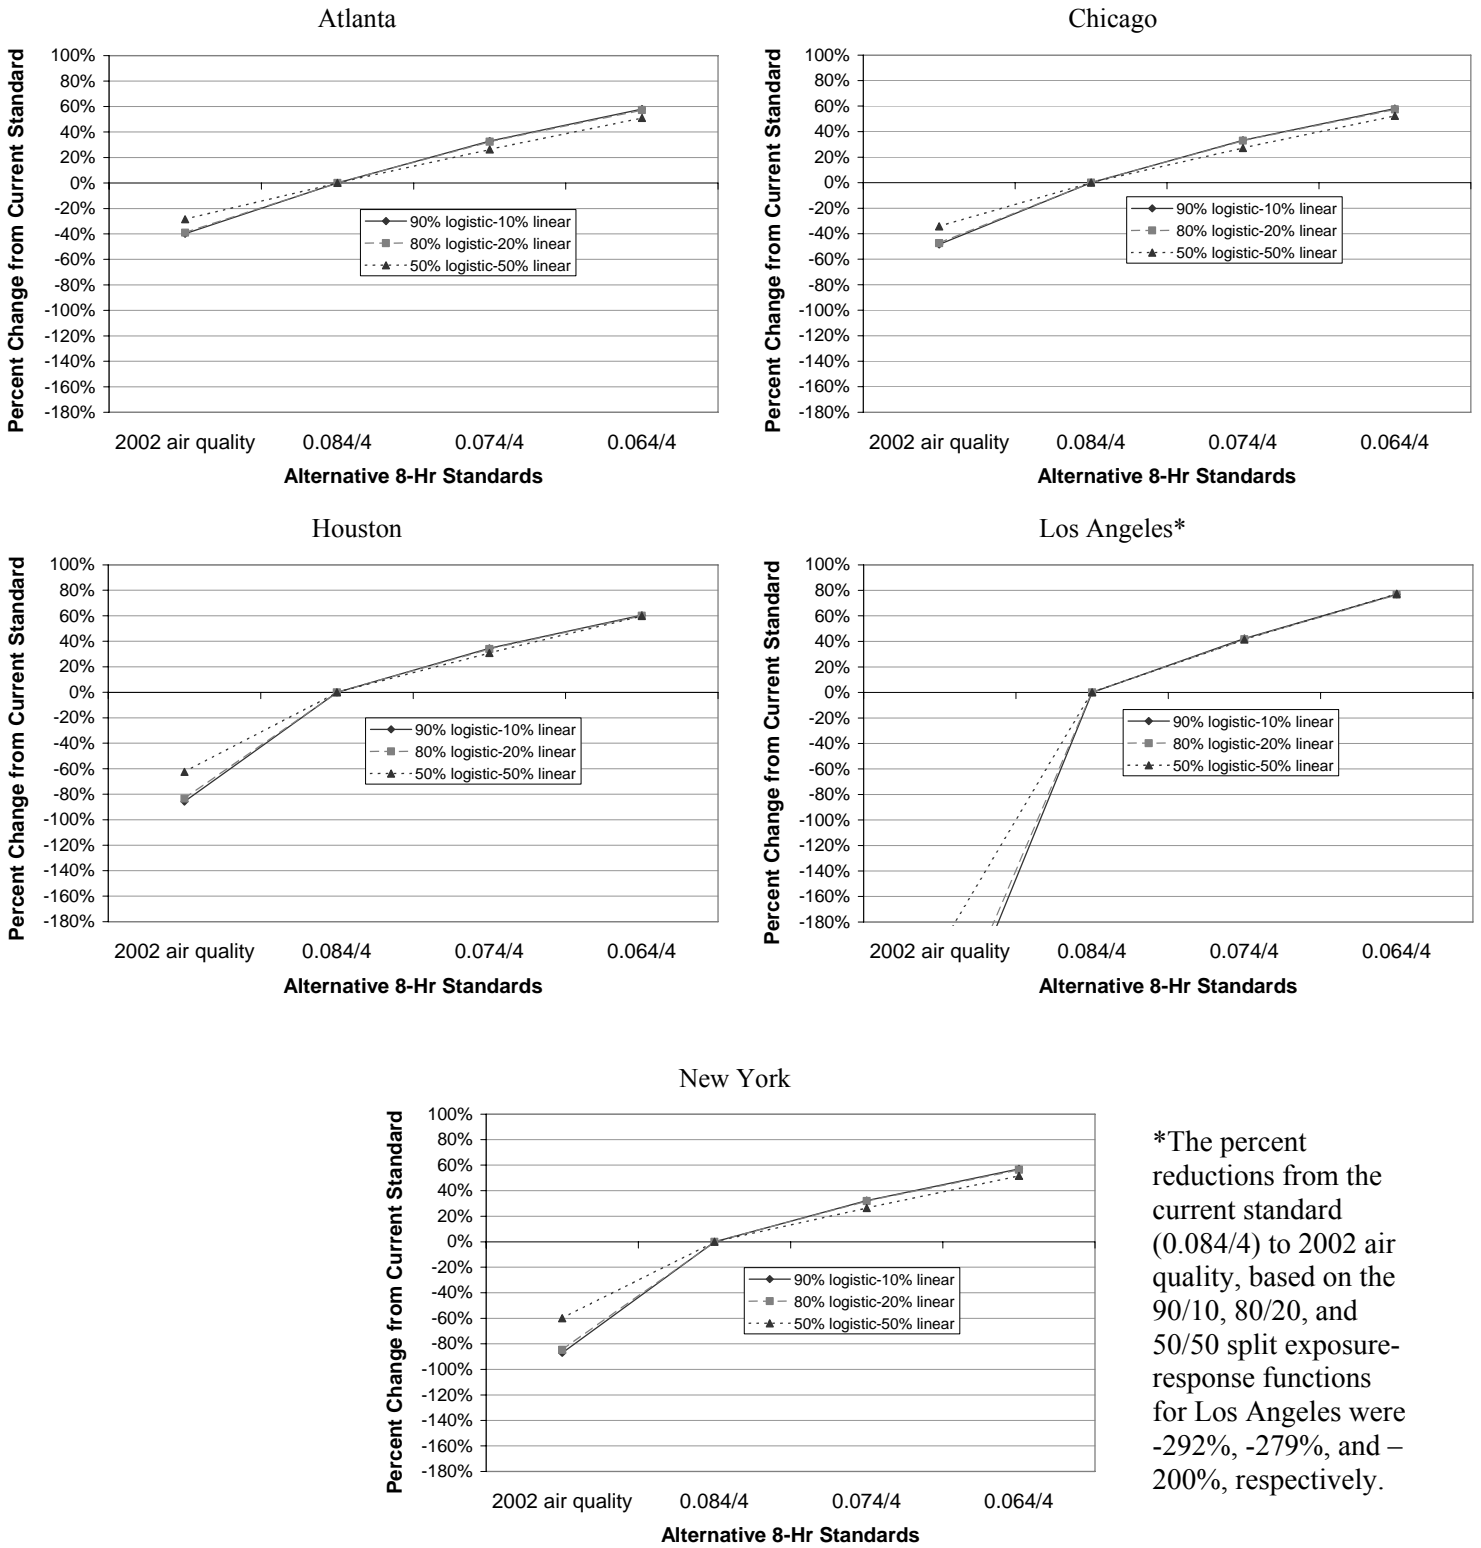 Atlanta
Percent Change from Current Standard
100%
80%
60%
40%
20%
0%
-20%
-40%
-60%
-80%
-100%
-120%
-140%
-160%
-180%
90% logistic-10% linear
80% logistic-20% linear
50% logistic-50% linear
2002 air quality 0.084/4 0.074/4 0.064/4
Alternative 8-Hr Standards
Chicago
Percent Change from Current Standard
100%
80%
60%
40%
20%
0%
-20%
-40%
-60%
-80%
-100%
-120%
-140%
-160%
-180%
90% logistic-10% linear
80% logistic-20% linear
50% logistic-50% linear
2002 air quality 0.084/4 0.074/4 0.064/4
Alternative 8-Hr Standards
Houston
Percent Change from Current Standard
100%
80%
60%
40%
20%
0%
-20%
-40%
-60%
-80%
-100%
-120%
-140%
-160%
-180%
90% logistic-10% linear
80% logistic-20% linear
50% logistic-50% linear
2002 air quality 0.084/4 0.074/4 0.064/4
Alternative 8-Hr Standards
Los Angeles*
Percent Change from Current Standard
100%
80%
60%
40%
20%
0%
-20%
-40%
-60%
-80%
-100%
-120%
-140%
-160%
-180%
90% logistic-10% linear
80% logistic-20% linear
50% logistic-50% linear
2002 air quality 0.084/4 0.074/4 0.064/4
Alternative 8-Hr Standards
New York
Percent Change from Current Standard
100%
80%
60%
40%
20%
0%
-20%
-40%
-60%
-80%
-100%
-120%
-140%
-160%
-180%
90% logistic-10% linear
80% logistic-20% linear
50% logistic-50% linear
2002 air quality 0.084/4 0.074/4 0.064/4
Alternative 8-Hr Standards
*The percent
reductions from the
current standard
(0.084/4) to 2002 air
quality, based on the
90/10, 80/20, and
50/50 split exposure-
response functions
for Los Angeles were
-292%, -279%, and –
200%, respectively.